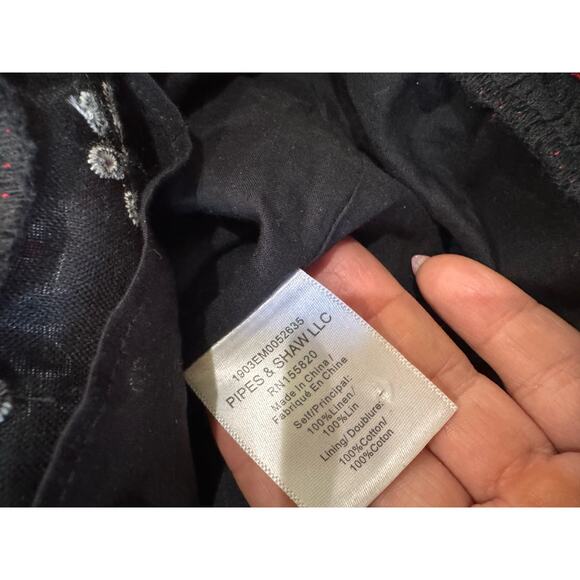 1903EM0052635
PIPES & SHAW LLC
RN155820
Made In China /
Fabriqué En Chine
Self/Principal:
100%Linen/
100%Lin
Lining/ Doublure:
100%Cotton/
100%Coton